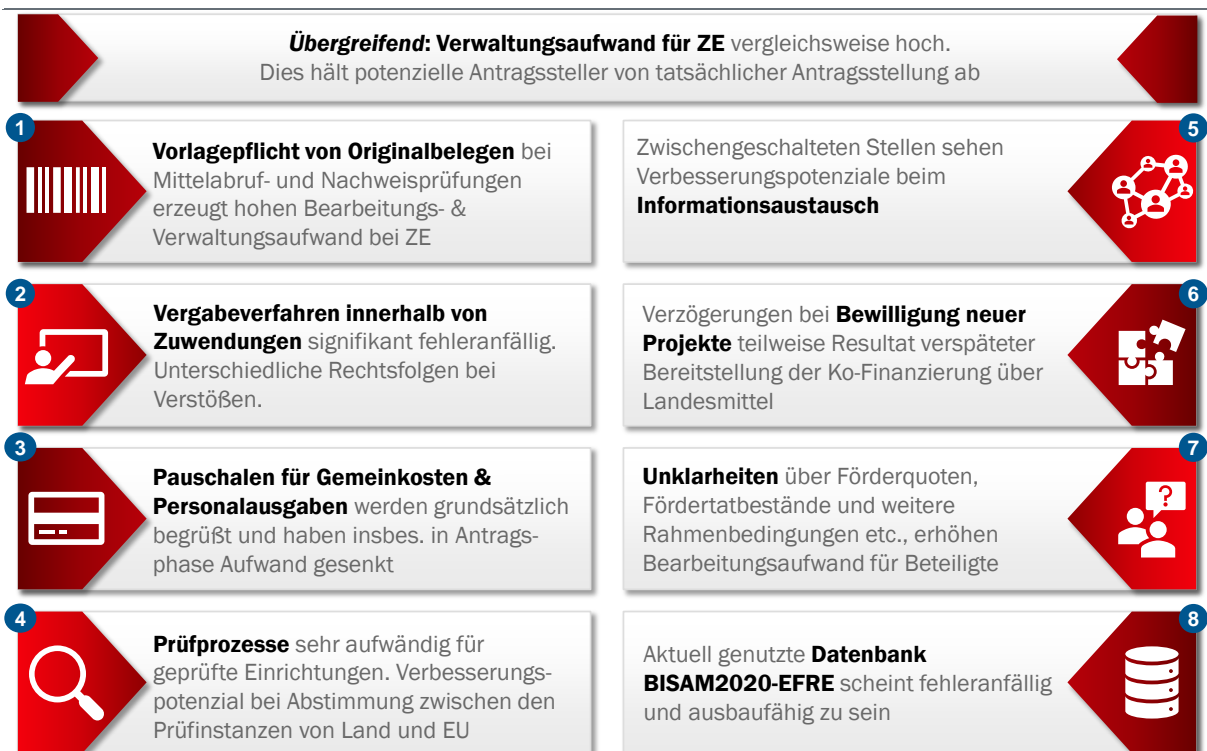 Übergreifend: Verwaltungsaufwand für ZE vergleichsweise hoch.
Dies hält potenzielle Antragssteller von tatsächlicher Antragsstellung ab
1
Vorlagepflicht von Originalbelegen bei
Mittelabruf- und Nachweisprüfungen
erzeugt hohen Bearbeitungs- &
Verwaltungsaufwand bei ZE
2
Vergabeverfahren innerhalb von
Zuwendungen signifikant fehleranfällig.
Unterschiedliche Rechtsfolgen bei
Verstößen.
3
Pauschalen für Gemeinkosten &
Personalausgaben werden grundsätzlich
begrüßt und haben insbes. in Antrags-
phase Aufwand gesenkt
4
Prüfprozesse sehr aufwändig für
geprüfte Einrichtungen. Verbesserungs-
potenzial bei Abstimmung zwischen den
Prüfinstanzen von Land und EU
5
Zwischengeschalteten Stellen sehen
Verbesserungspotenziale beim
Informationsaustausch
6
Verzögerungen bei Bewilligung neuer
Projekte teilweise Resultat verspäteter
Bereitstellung der Ko-Finanzierung über
Landesmittel
7
Unklarheiten über Förderquoten,
Fördertatbestände und weitere
Rahmenbedingungen etc., erhöhen
Bearbeitungsaufwand für Beteiligte
?
8
Aktuell genutzte Datenbank
BISAM2020-EFRE scheint fehleranfällig
und ausbaufähig zu sein